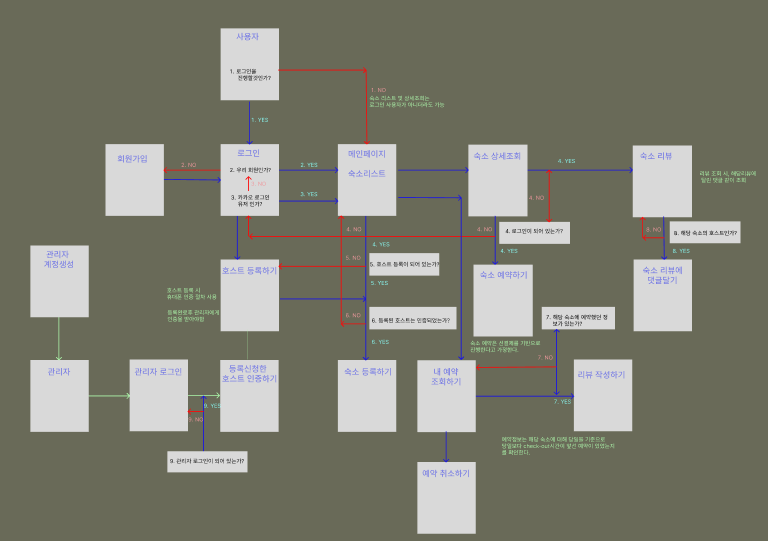 사용자
1. 로그인을
진행할것인가?
1. NO
숙소 리스트 및 상세조회는
로그인 사용자가 아니더라도 가능
1. YES
회원가입
2. NO
로그인
2. 우리 회원인가?
3. NO
3. 카카오 로그인
유저 인가?
2. YES
3. YES
메인페이지
숙소리스트
숙소 상세조회
4. YES
4. NO
숙소 리뷰
리뷰 조회 시, 해당리뷰에
달린 댓글 같이 조회
4. NO
4. NO
4. 로그인이 되어 있는가?
8. NO
8. 해당 숙소의 호스트인가?
4. YES
4. YES
8. YES
관리자
계정생성
호스트 등록하기
5. NO
5. 호스트 등록이 되어 있는가?
5. YES
숙소 예약하기
숙소 리뷰에
댓글달기
호스트 등록 시
휴대폰 인증 절차 사용
등록완료후 관리자에게
인증을 받아야함
6. NO
6. 등록된 호스트는 인증되었는가?
6. YES
7. 해당 숙소에 예약했던 정
보가 있는가?
숙소 예약은 선결제를 기반으로
진행한다고 가정한다.
7. NO
관리자
관리자 로그인
등록신청한
호스트 인증하기
숙소 등록하기
내 예약
조회하기
리뷰 작성하기
7. YES
9. YES
9. NO
9. 관리자 로그인이 되어 있는가?
예약정보는 해당 숙소에 대해 당일을 기준으로
당일보다 check-out시간이 앞선 예약이 있었는지
를 확인한다.
예약 취소하기